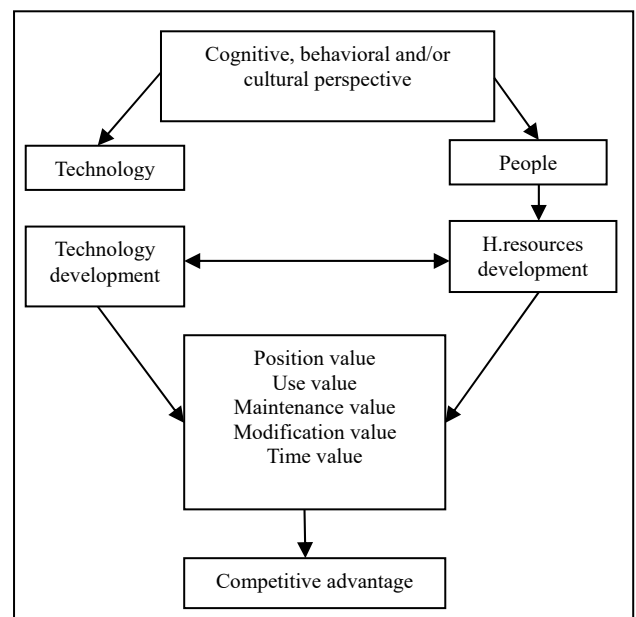 Cognitive, behavioral and/or
cultural perspective
Technology
People
Technology
development
H.resources
development
Position value
Use value
Maintenance value
Modification value
Time value
Competitive advantage